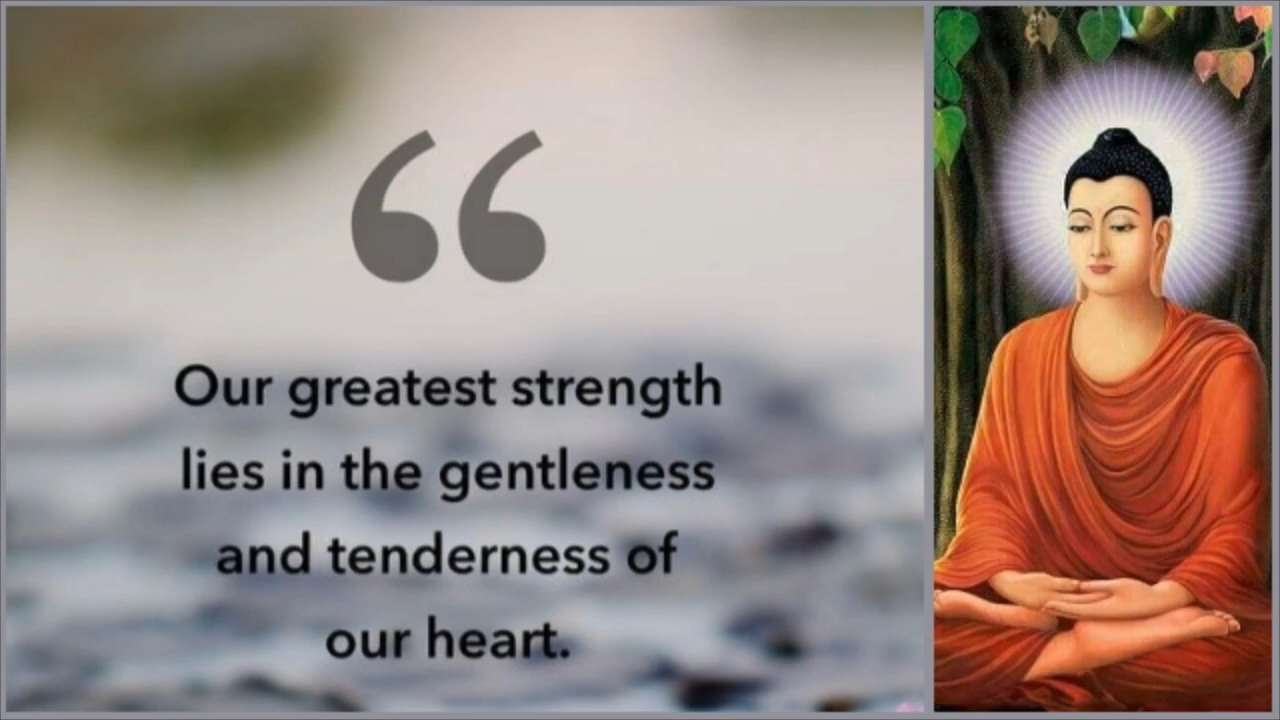 “
Our greatest strength
lies in the gentleness
and tenderness of
our heart.